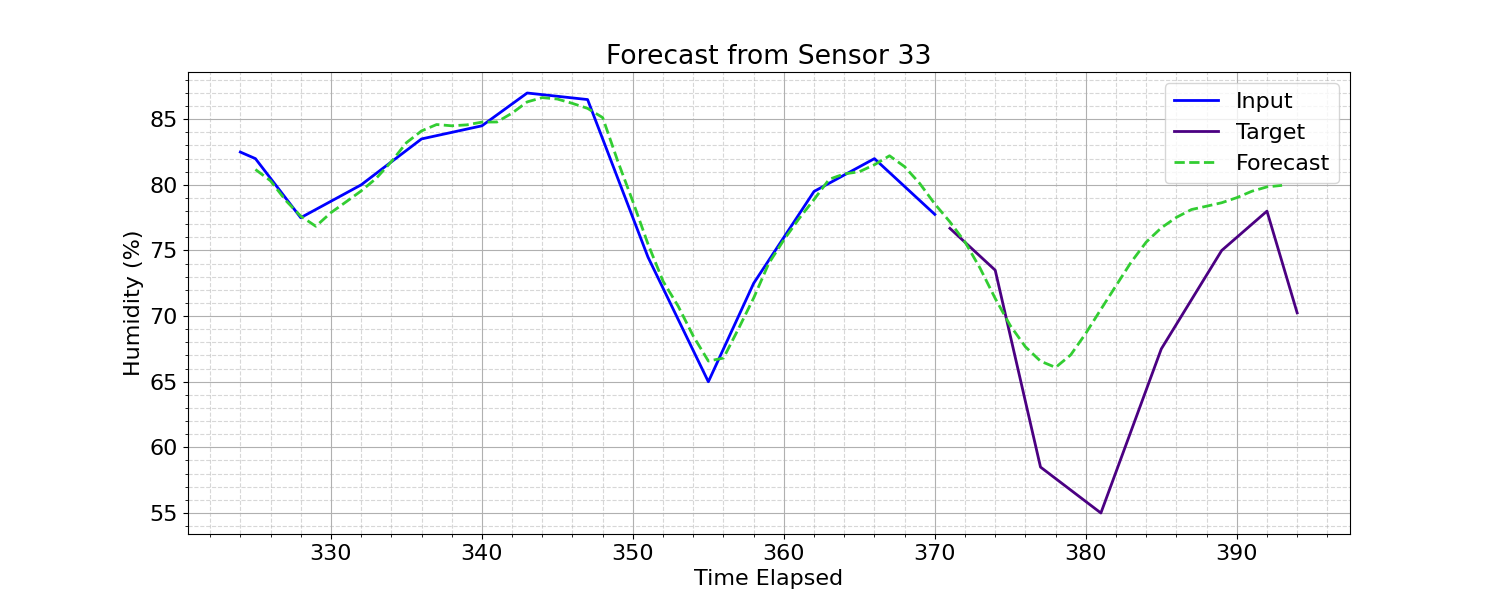 Forecast from Sensor 33
Input
Target
Forecast
Humidity (%)
85
80
75
70
65
60
55
330 340 350 360 370 380 390
Time Elapsed